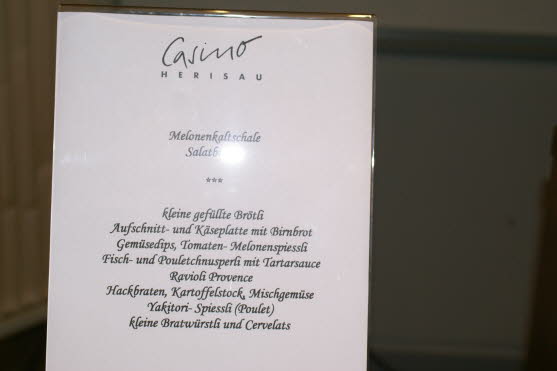 Casino
HERISAU
Melonenkaltschale
***
kleine gefüllte Brötli
Aufschnitt- und Käseplatte mit Birnbrot
Gemüsedips, Tomaten- Melonenspiessli
Fisch- und Pouletchnusperli mit Tartarsauce
Ravioli Provence
Hackbraten, Kartoffelstock, Mischgemüse
Yakitori- Spiessli (Poulet)
kleine Bratwürstli und Cervelats